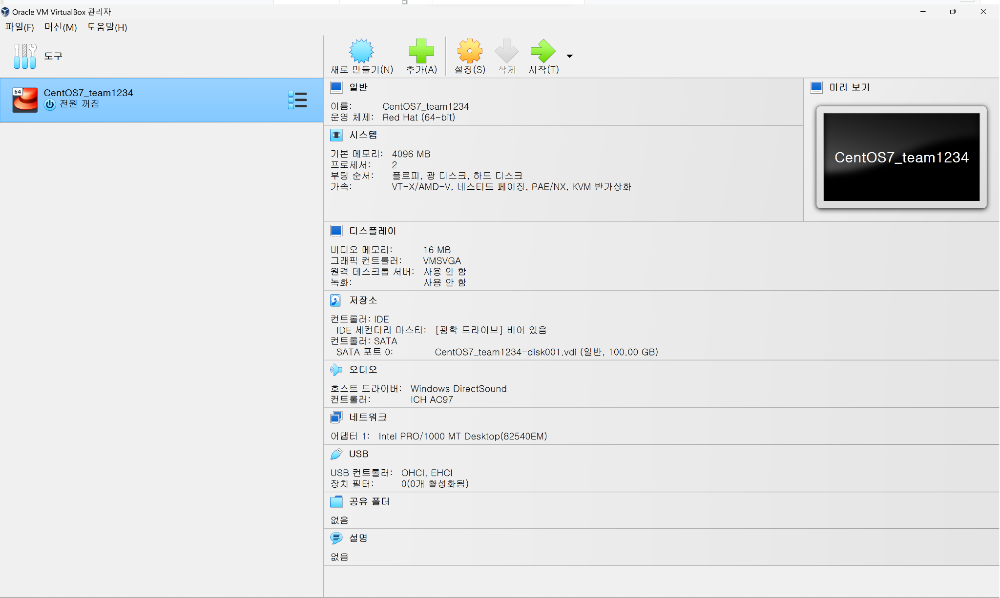 Oracle VM VirtualBox 관리자
파일(F) 머신(M) 도움말(H)
도구
새로 만들기(N) 추가(A) 설정(S) 삭제 시작(T)
64
CentOS7_team1234
전원 꺼짐
일반
이름: CentOS7_team1234
운영 체제: Red Hat (64-bit)
미리 보기
CentOS7_team1234
시스템
기본 메모리: 4096 MB
프로세서: 2
부팅 순서: 플로피, 광 디스크, 하드 디스크
가속: VT-X/AMD-V, 네스티드 페이징, PAE/NX, KVM 반가상화
디스플레이
비디오 메모리: 16 MB
그래픽 컨트롤러: VMSVGA
원격 데스크톱 서버: 사용 안 함
녹화: 사용 안 함
저장소
컨트롤러: IDE
IDE 세컨더리 마스터: [광학 드라이브] 비어 있음
컨트롤러: SATA
SATA 포트 0: CentOS7_team1234-disk001.vdi (일반, 100.00 GB)
오디오
호스트 드라이버: Windows DirectSound
컨트롤러: ICH AC97
네트워크
어댑터 1: Intel PRO/1000 MT Desktop(82540EM)
USB
USB 컨트롤러: OHCI, EHCI
장치 필터: 0(0개 활성화됨)
공유 폴더
없음
설명
없음